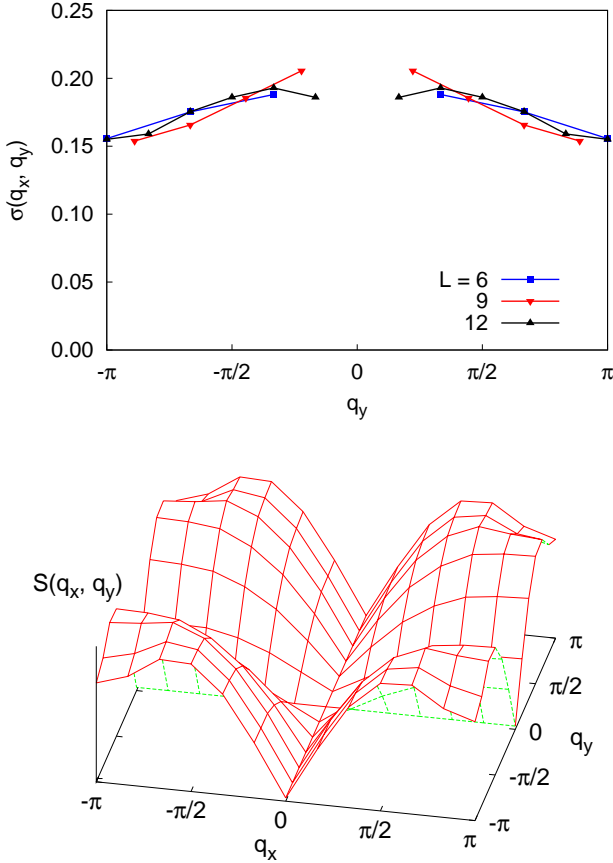 0.25
0.20
0.15
0.10
0.05
0.00
σ(q_x, q_y)
L = 6
9
12
-π -π/2 0 π/2 π
q_y
S(q_x, q_y)
π
π/2
0
-π/2
-π
q_y
-π
-π/2
0
π/2
π
q_x